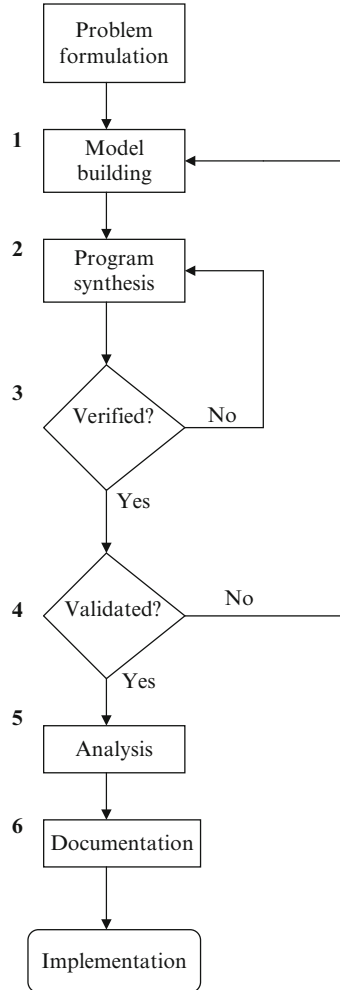 Problem
formulation
1
Model
building
2
Program
synthesis
3
Verified?
No
Yes
4
Validated?
No
Yes
5
Analysis
6
Documentation
Implementation